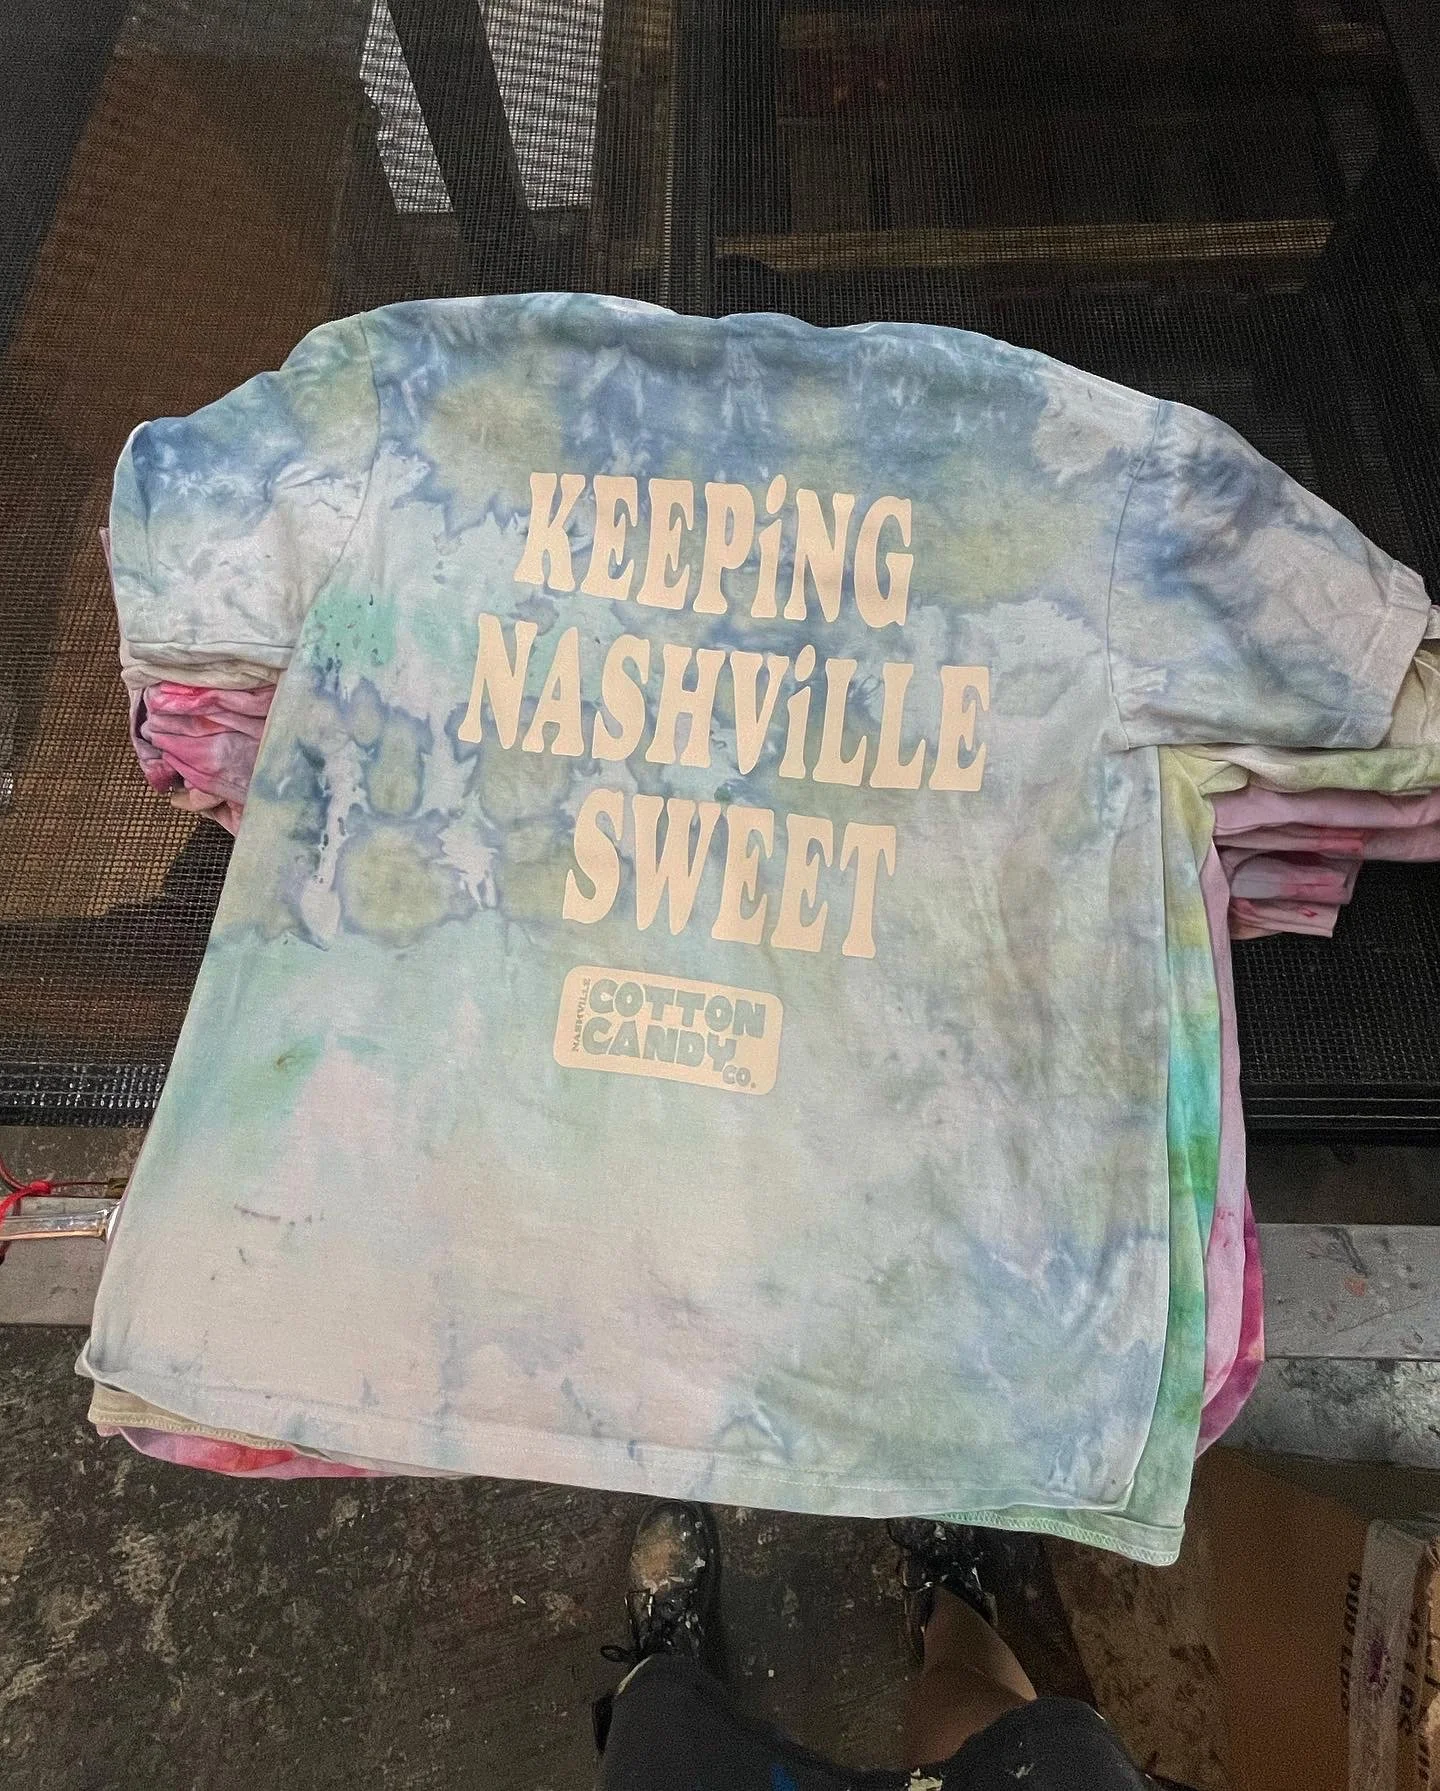 KEEPiNG
NASHViLLE
SWEET
NASHVILLE
COTTON
CANDY
CO.